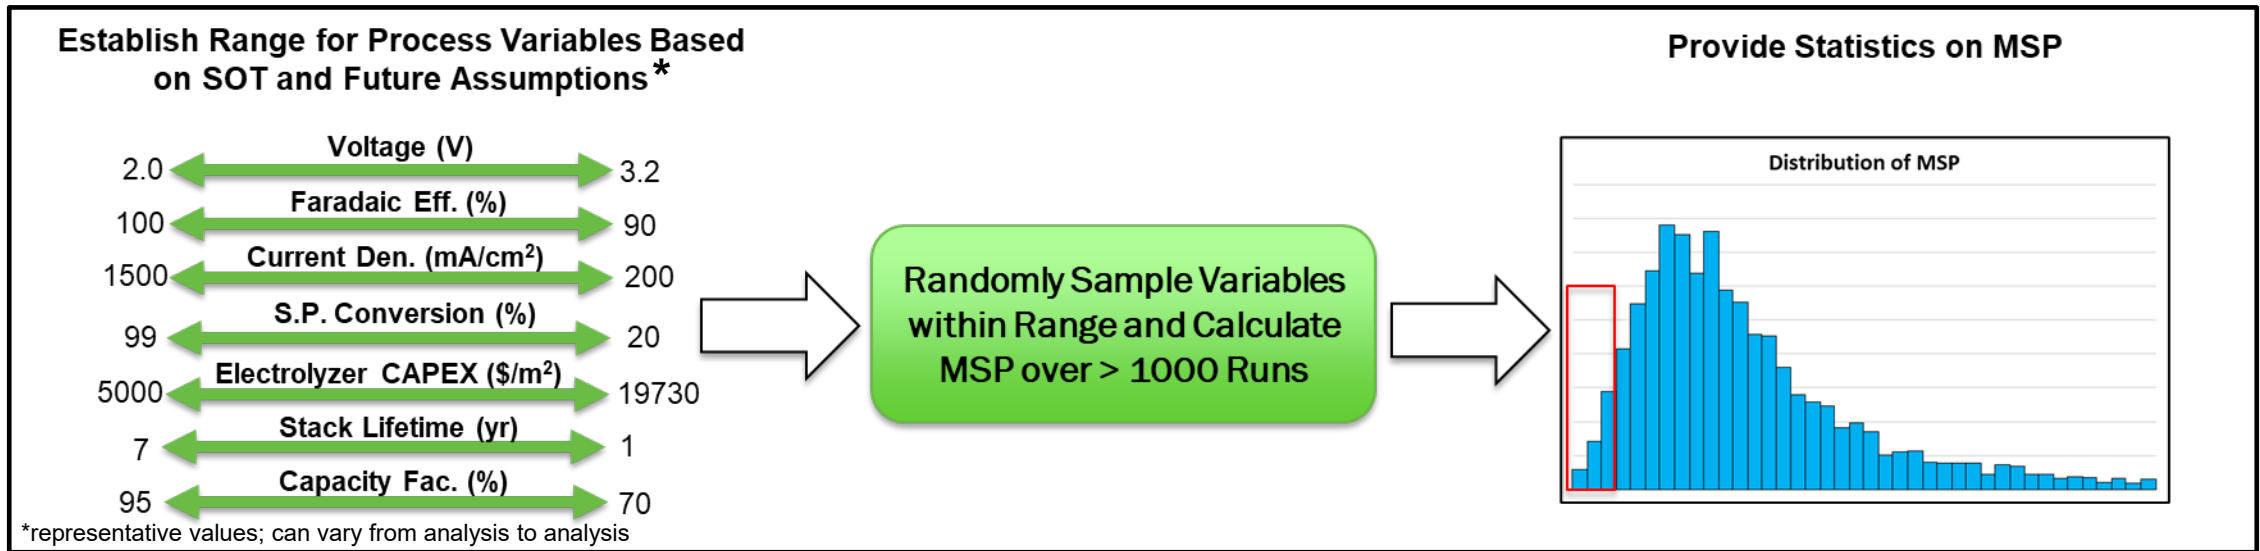 Establish Range for Process Variables Based
on SOT and Future Assumptions*
Voltage (V)
2.0
3.2
Faradaic Eff. (%)
100
90
Current Den. (mA/cm²)
1500
200
S.P. Conversion (%)
99
20
Electrolyzer CAPEX ($/m²)
5000
19730
Stack Lifetime (yr)
7
1
Capacity Fac. (%)
95
70
*representative values; can vary from analysis to analysis
Randomly Sample Variables
within Range and Calculate
MSP over > 1000 Runs
Provide Statistics on MSP
Distribution of MSP